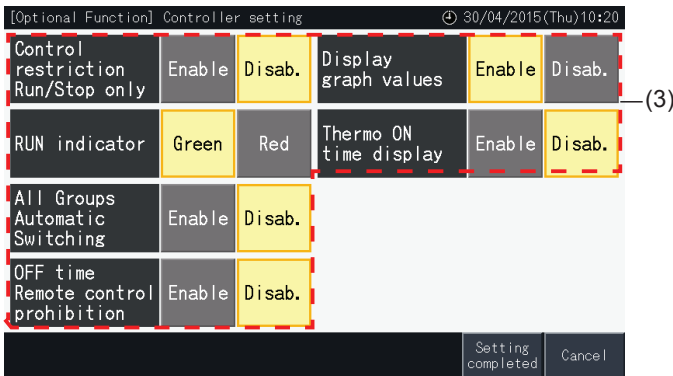 [Optional Function] Controller setting
30/04/2015(Thu)10:20
Control
restriction
Run/Stop only
Enable
Disab.
Display
graph values
Enable
Disab.
(3)
RUN indicator
Green
Red
Thermo ON
time display
Enable
Disab.
All Groups
Automatic
Switching
Enable
Disab.
OFF time
Remote control
prohibition
Enable
Disab.
Setting
completed
Cancel